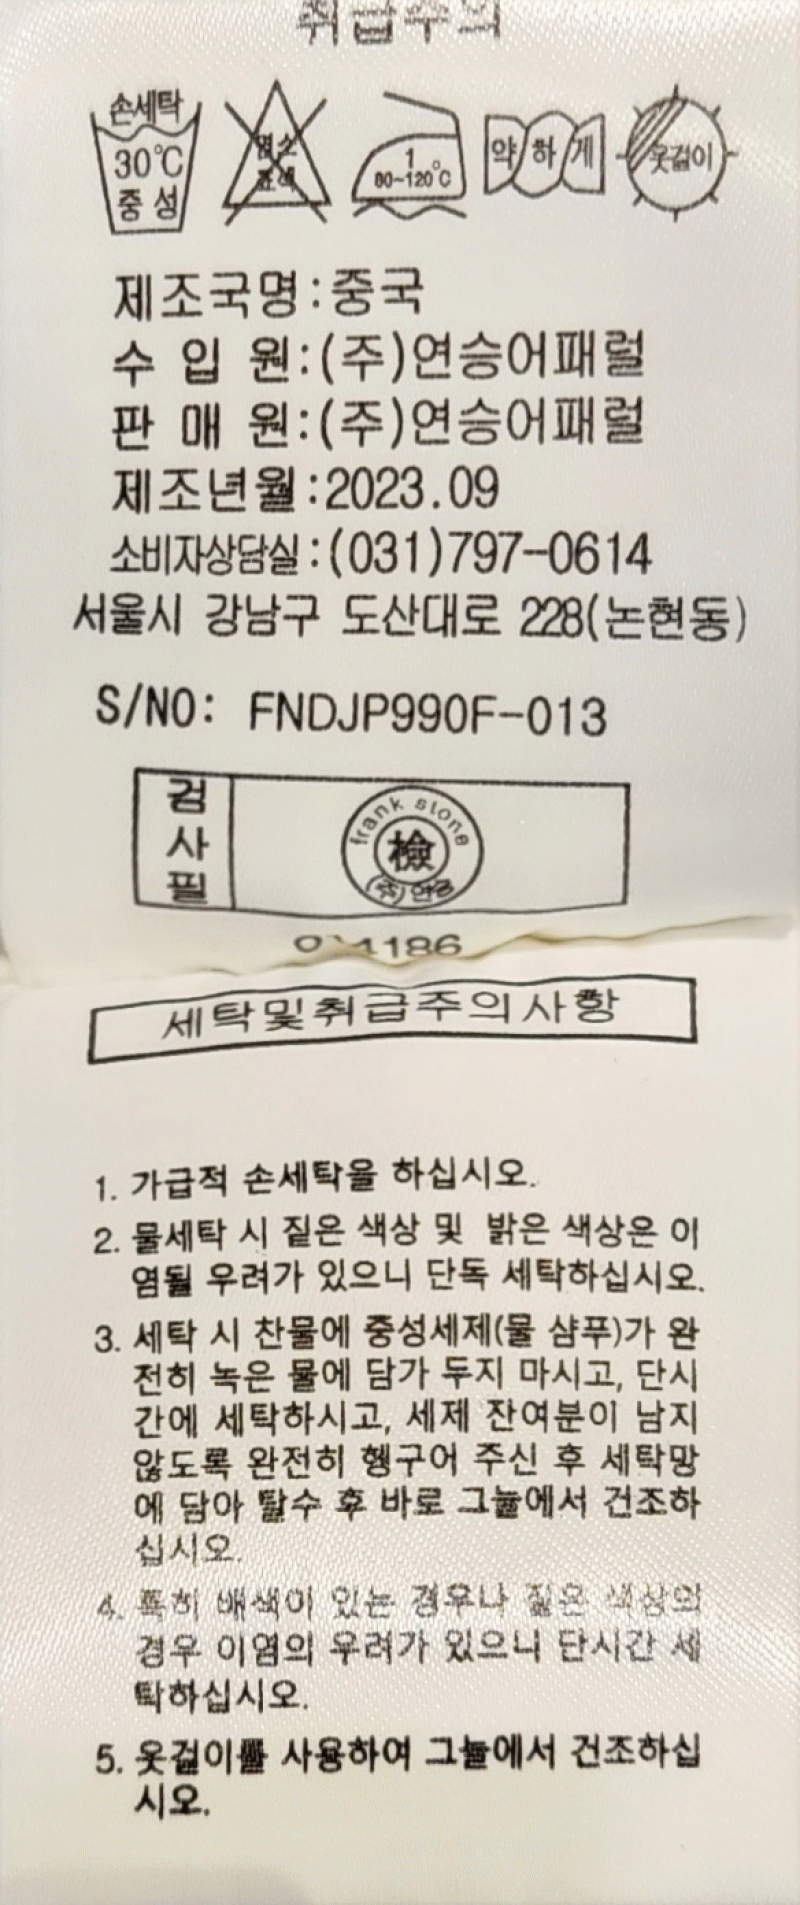 취급주의
손세탁
30℃
중성
염소
표백
1
80~120℃
약하게
옷걸이
제조국명:중국
수 입 원:(주)연승어패럴
판 매 원:(주)연승어패럴
제조년월:2023.09
소비자상담실:(031)797-0614
서울시 강남구 도산대로 228(논현동)
S/NO: FNDJP990F-013
검사필
frank stone
檢
(주)
4186
세탁및취급주의사항
1. 가급적 손세탁을 하십시오.
2. 물세탁 시 짙은 색상 및 밝은 색상은 이
염될 우려가 있으니 단독 세탁하십시오.
3. 세탁 시 찬물에 중성세제(물 샴푸)가 완
전히 녹은 물에 담가 두지 마시고, 단시
간에 세탁하시고, 세제 잔여분이 남지
않도록 완전히 헹구어 주신 후 세탁망
에 담아 탈수 후 바로 그늘에서 건조하
십시오.
4. 특히 배색이 있는 경우나 짙은 색상의
경우 이염의 우려가 있으니 단시간 세
탁하십시오.
5. 옷걸이를 사용하여 그늘에서 건조하십
시오.